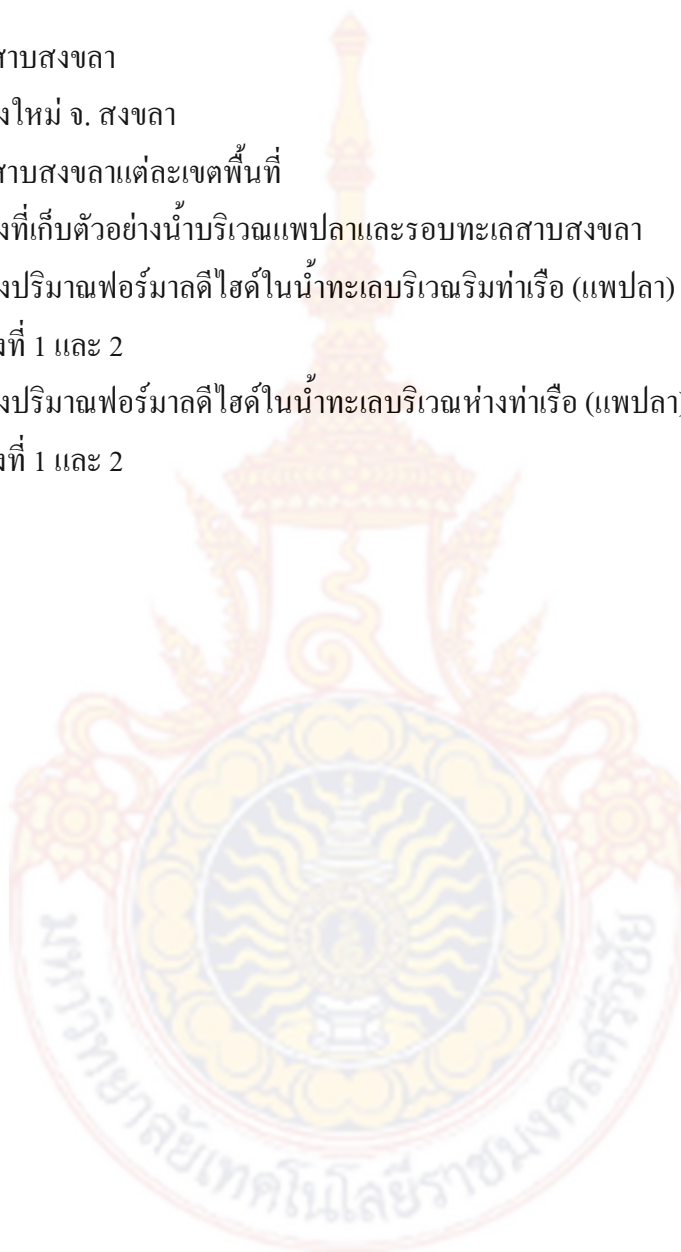 สาบสงขลา
งใหม่ จ. สงขลา
สาบสงขลาแต่ละเขตพื้นที่
งที่เก็บตัวอย่างน้ำบริเวณแพปลาและรอบทะเลสาบสงขลา
งปริมาณฟอร์มาลดีไฮด์ในน้ำทะเลบริเวณริมท่าเรือ (แพปลา)
งที่ 1 และ 2
งปริมาณฟอร์มาลดีไฮด์ในน้ำทะเลบริเวณห่างท่าเรือ (แพปลา)
งที่ 1 และ 2
มหาวิทยาลัยเทคโนโลยีราชมงคลศรีวิชัย